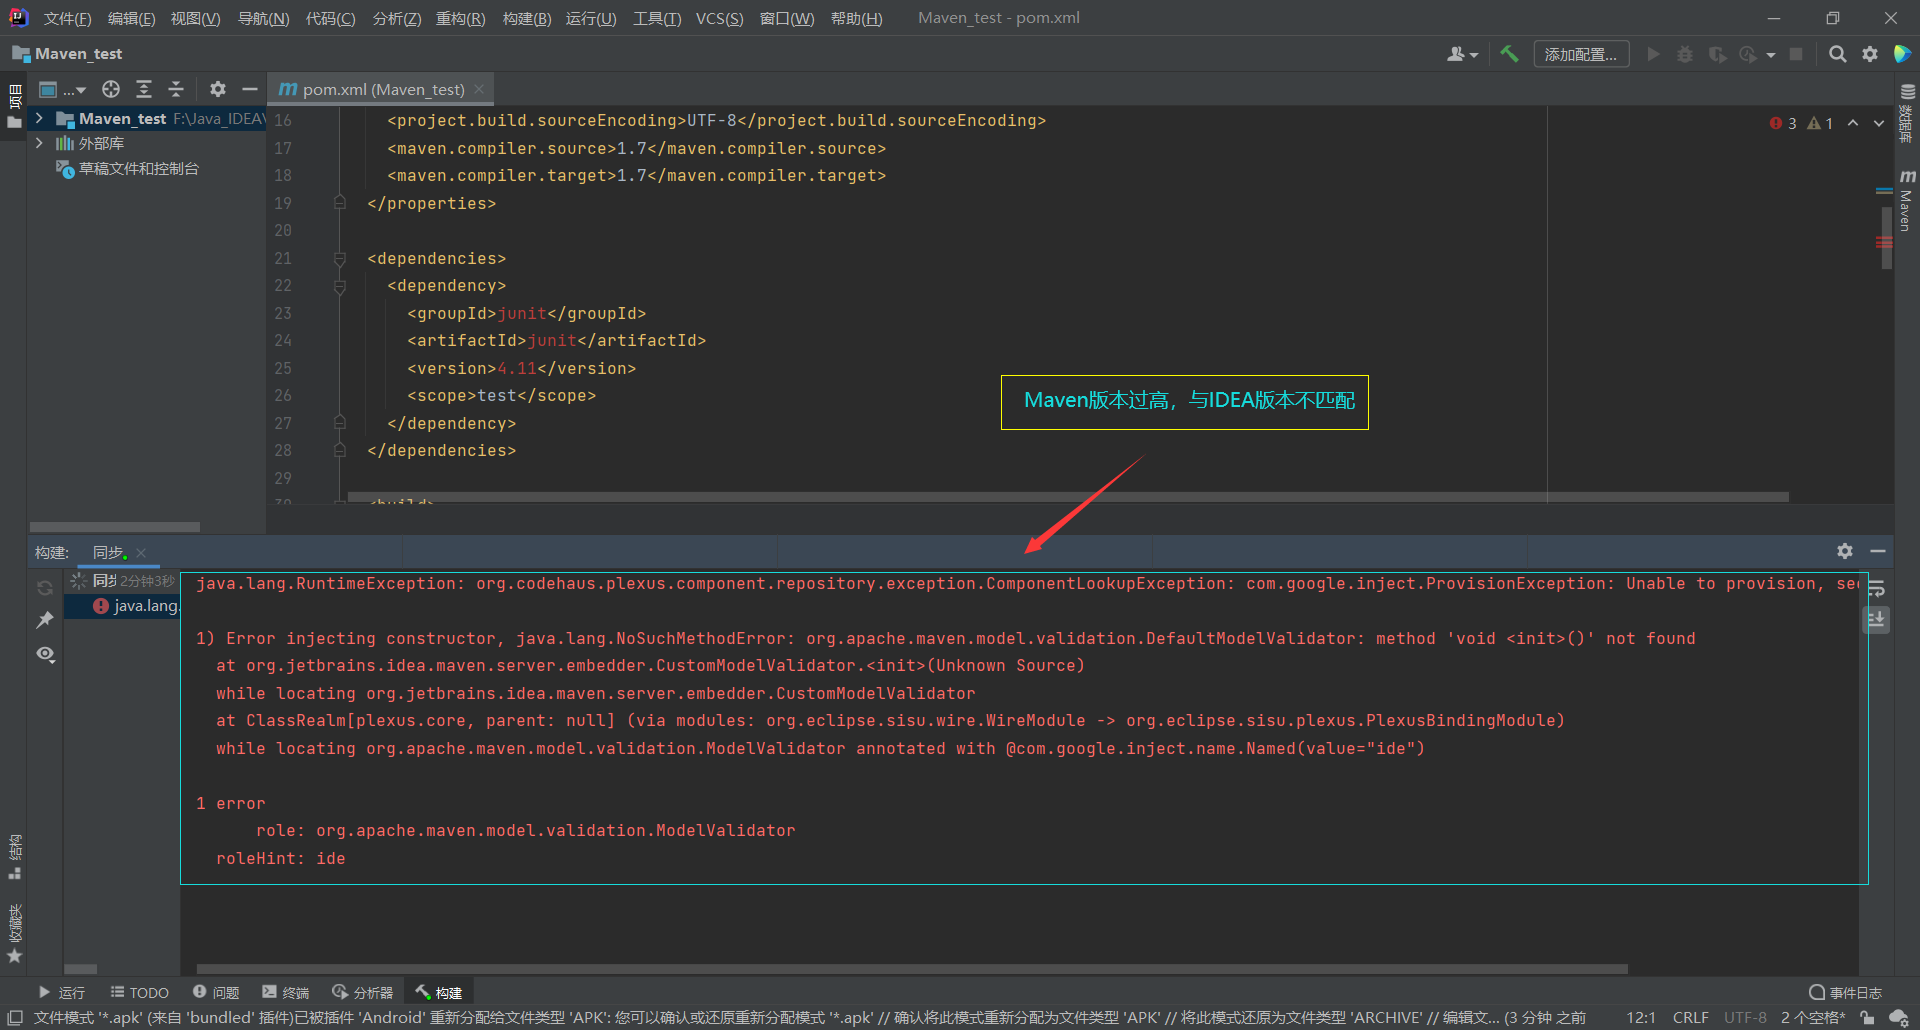 文件(F) 编辑(E) 视图(V) 导航(N) 代码(C) 分析(Z) 重构(R) 构建(B) 运行(U) 工具(T) VCS(S) 窗口(W) 帮助(H) Maven_test - pom.xml
Maven_test
添加配置...
项目
...
pom.xml (Maven_test)
Maven_test F:\Java_IDEA\
外部库
草稿文件和控制台
16 <project.build.sourceEncoding>UTF-8</project.build.sourceEncoding>
3 1
17 <maven.compiler.source>1.7</maven.compiler.source>
18 <maven.compiler.target>1.7</maven.compiler.target>
19 </properties>
20
21 <dependencies>
22 <dependency>
23 <groupId>junit</groupId>
24 <artifactId>junit</artifactId>
25 <version>4.11</version>
26 <scope>test</scope>
27 </dependency>
28 </dependencies>
29
30 <build>
数据库
Maven
Maven版本过高，与IDEA版本不匹配
构建: 同步
同步 2分钟3秒
java.lang.
java.lang.RuntimeException: org.codehaus.plexus.component.repository.exception.ComponentLookupException: com.google.inject.ProvisionException: Unable to provision, see
1) Error injecting constructor, java.lang.NoSuchMethodError: org.apache.maven.model.validation.DefaultModelValidator: method 'void <init>()' not found
at org.jetbrains.idea.maven.server.embedder.CustomModelValidator.<init>(Unknown Source)
while locating org.jetbrains.idea.maven.server.embedder.CustomModelValidator
at ClassRealm[plexus.core, parent: null] (via modules: org.eclipse.sisu.wire.WireModule -> org.eclipse.sisu.plexus.PlexusBindingModule)
while locating org.apache.maven.model.validation.ModelValidator annotated with @com.google.inject.name.Named(value="ide")
1 error
role: org.apache.maven.model.validation.ModelValidator
roleHint: ide
结构
收藏夹
运行 TODO 问题 终端 分析器 构建 事件日志
文件模式 '*.apk' (来自 'bundled' 插件)已被插件 'Android' 重新分配给文件类型 'APK': 您可以确认或还原重新分配模式 '*.apk' // 确认将此模式重新分配为文件类型 'APK' // 将此模式还原为文件类型 'ARCHIVE' // 编辑文... (3 分钟 之前 12:1 CRLF UTF-8 2 个空格*